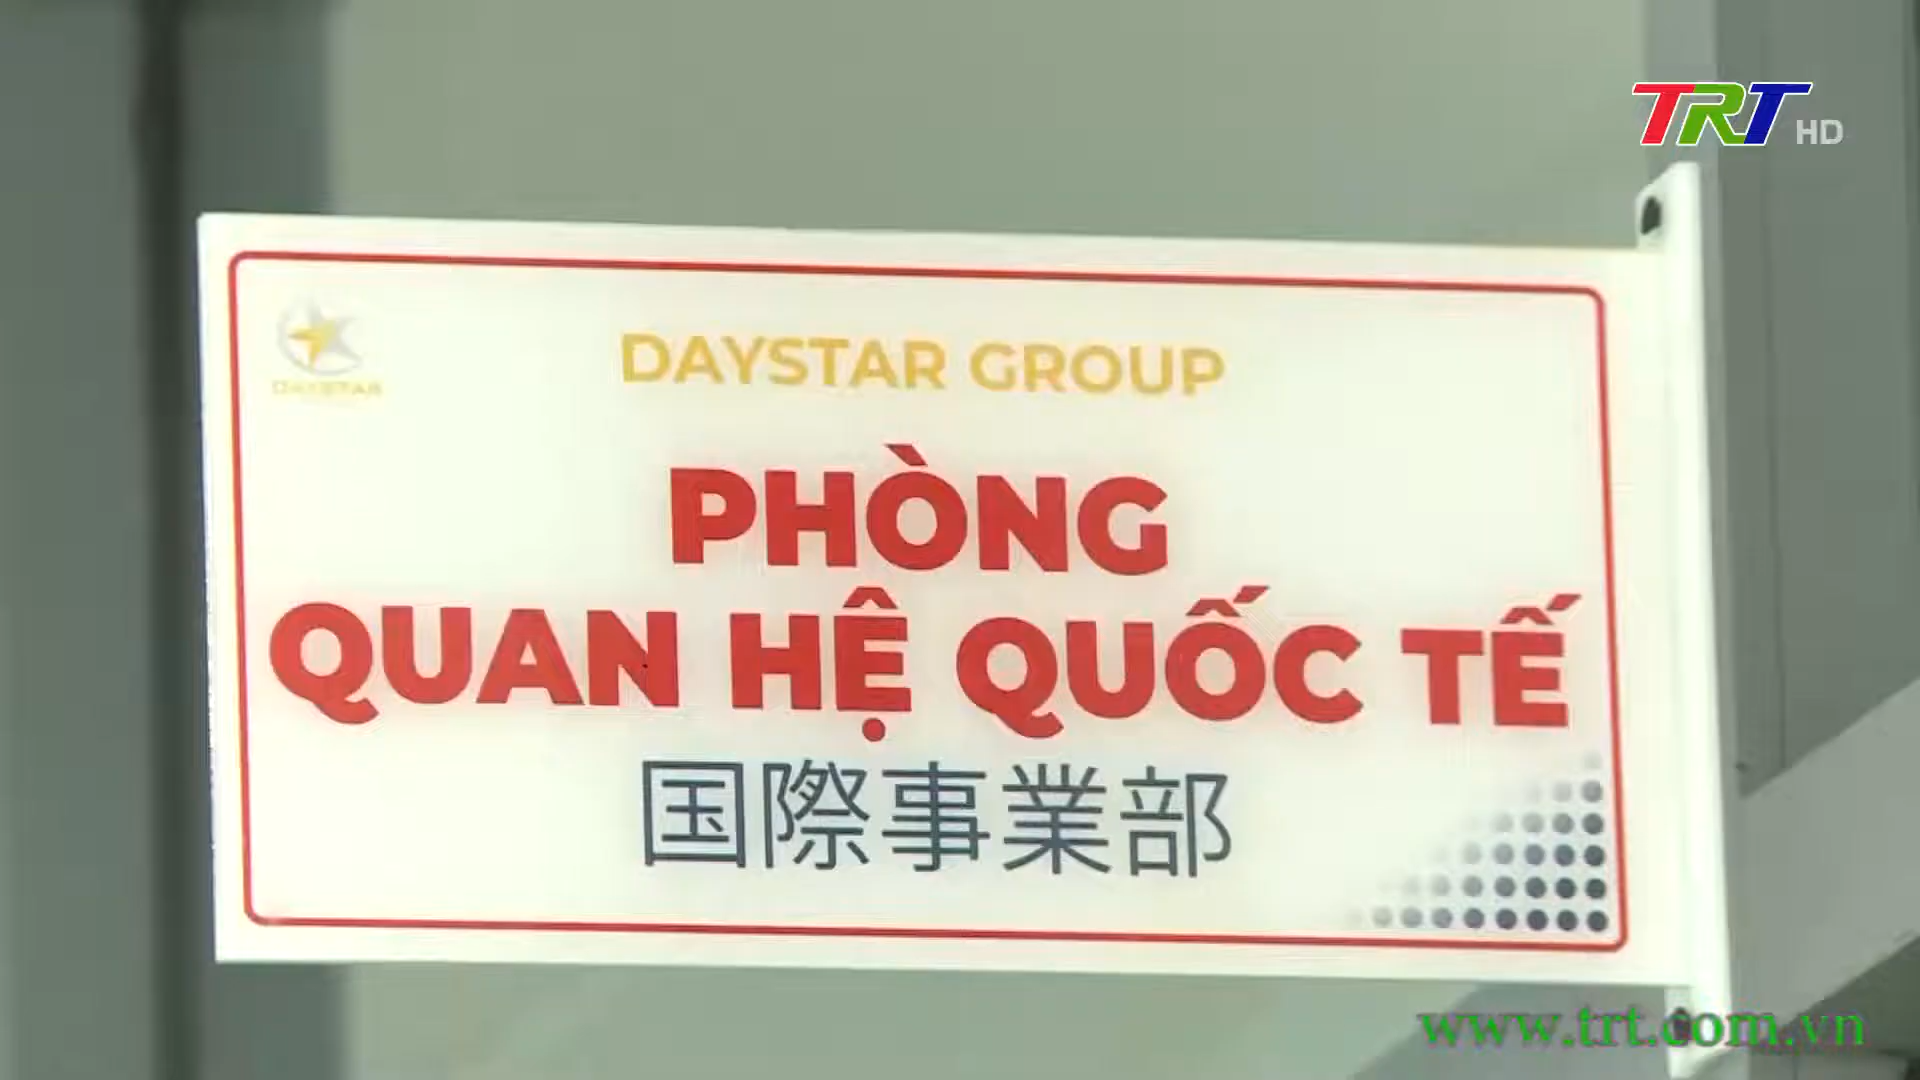 TRT HD
DAYSTAR
DAYSTAR GROUP
PHÒNG
QUAN HỆ QUỐC TẾ
国際事業部
www.trt.com.vn